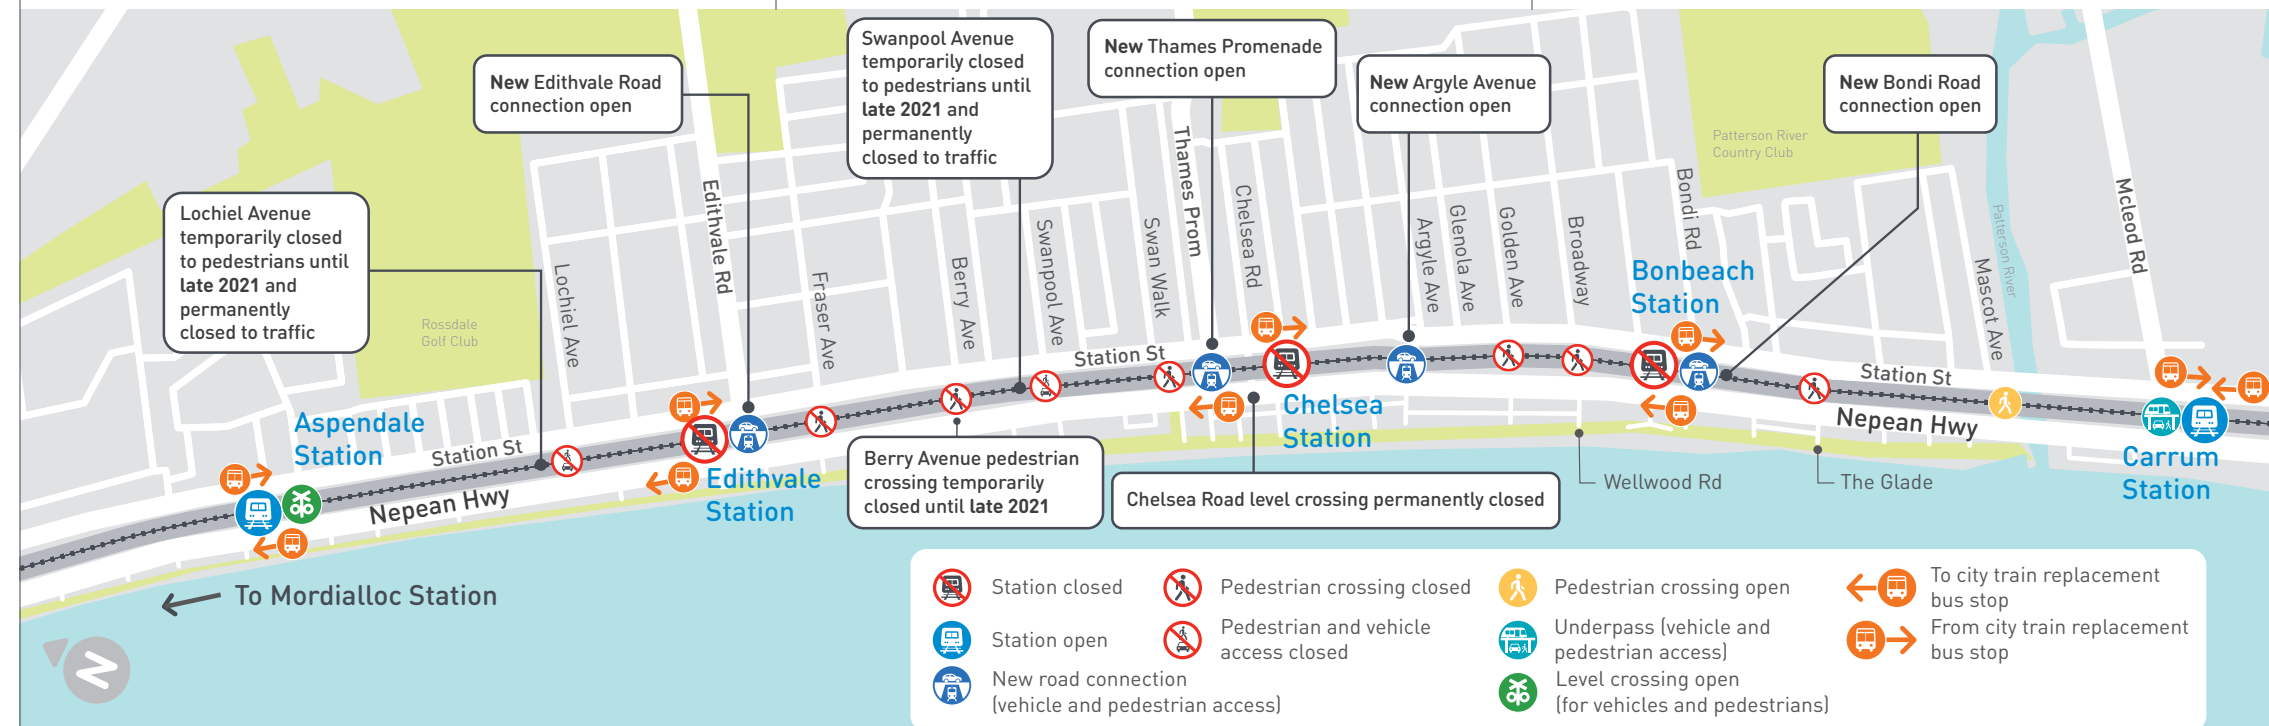 New Edithvale Road
connection open
Swanpool Avenue
temporarily closed
to pedestrians until
late 2021 and
permanently
closed to traffic
New Thames Promenade
connection open
New Argyle Avenue
connection open
New Bondi Road
connection open
Lochiel Avenue
temporarily closed
to pedestrians until
late 2021 and
permanently
closed to traffic
Patterson River
Country Club
Rossdale
Golf Club
Lochiel Ave
Edithvale Rd
Fraser Ave
Berry Ave
Swanpool Ave
Swan Walk
Thames Prom
Chelsea Rd
Argyle Ave
Glenola Ave
Golden Ave
Broadway
Bondi Rd
Mascot Ave
Patterson River
Mcleod Rd
Bonbeach
Station
Station St
Station St
Station St
Aspendale
Station
Chelsea
Station
Edithvale
Station
Carrum
Station
Nepean Hwy
Nepean Hwy
Berry Avenue pedestrian
crossing temporarily
closed until late 2021
Chelsea Road level crossing permanently closed
Wellwood Rd
The Glade
To Mordialloc Station
N
Station closed
Station open
New road connection
(vehicle and pedestrian access)
Pedestrian crossing closed
Pedestrian and vehicle
access closed
Pedestrian crossing open
Underpass (vehicle and
pedestrian access)
Level crossing open
(for vehicles and pedestrians)
To city train replacement
bus stop
From city train replacement
bus stop